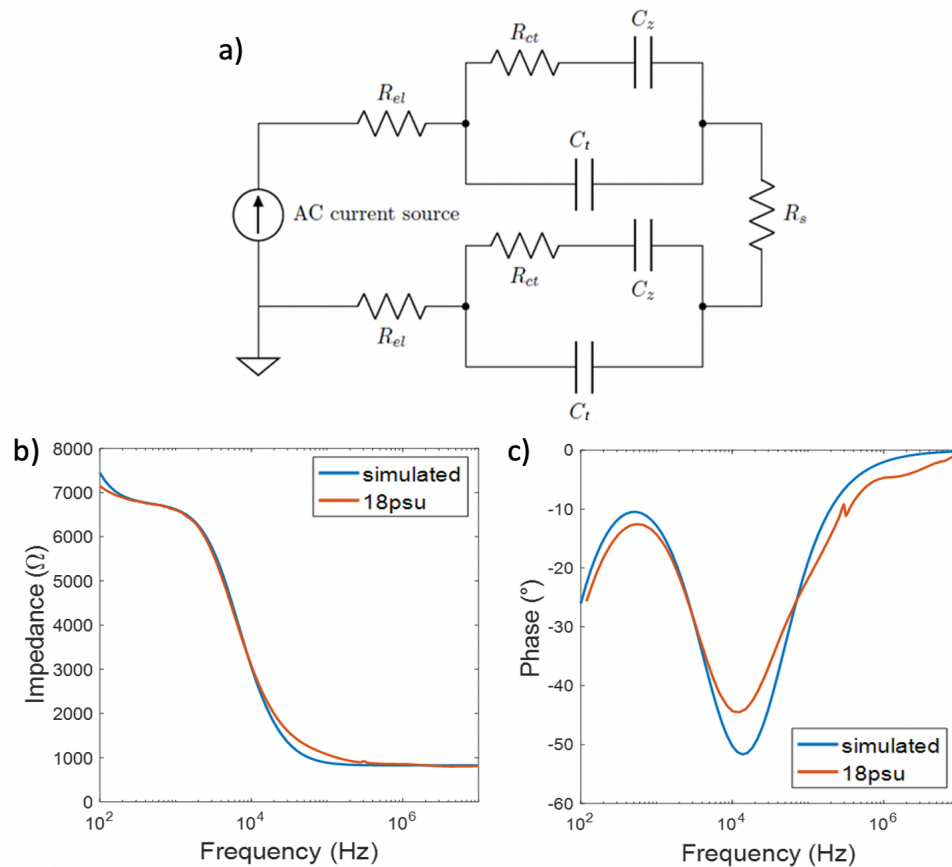 a)
R_ct
C_z
R_el
C_t
AC current source
R_s
R_ct
C_z
R_el
C_t
b)
8000
7000
6000
5000
4000
3000
2000
1000
0
Impedance (Ω)
simulated
18psu
10^2
10^4
10^6
Frequency (Hz)
c)
0
-10
-20
-30
-40
-50
-60
Phase (°)
simulated
18psu
10^2
10^4
10^6
Frequency (Hz)